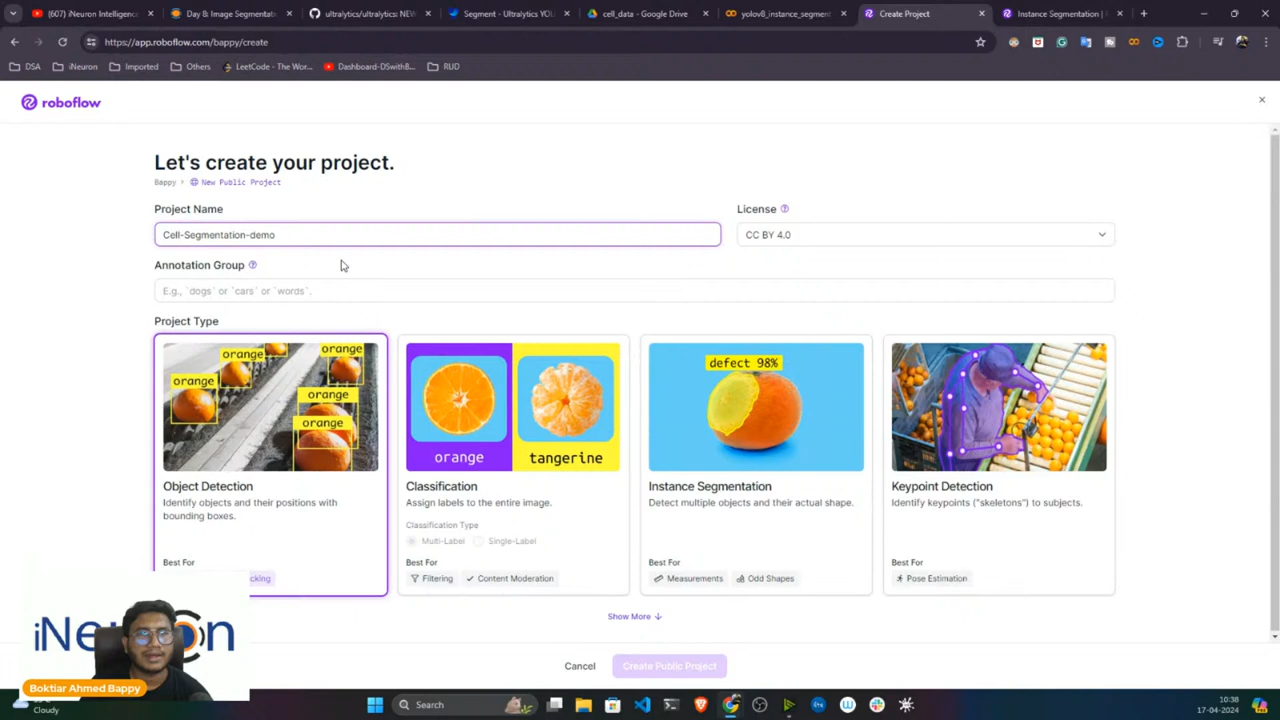 (607) iNeuron Intelligence
Day & Image Segmentati
ultralytics/ultralytics: NEW
Segment - Ultralytics YOL
cell_data - Google Drive
yolov8_instance_segment
Create Project
Instance Segmentation | R
https://app.roboflow.com/bappy/create
DSA
iNeuron
Imported
Others
LeetCode - The Wor...
Dashboard-DSwithB...
RUD
roboflow
Let's create your project.
Bappy > New Public Project
Project Name
License
Cell-Segmentation-demo
CC BY 4.0
Annotation Group
E.g., `dogs` or `cars` or `words`.
Project Type
orange
orange
orange
orange
orange
orange
tangerine
defect 98%
Object Detection
Identify objects and their positions with
bounding boxes.
Best For
cking
Classification
Assign labels to the entire image.
Classification Type
Multi-Label
Single-Label
Best For
Filtering
Content Moderation
Instance Segmentation
Detect multiple objects and their actual shape.
Best For
Measurements
Odd Shapes
Keypoint Detection
Identify keypoints ("skeletons") to subjects.
Best For
Pose Estimation
Show More
Cancel
Create Public Project
iNeuron
Boktiar Ahmed Bappy
Cloudy
Search
10:38
17-04-2024